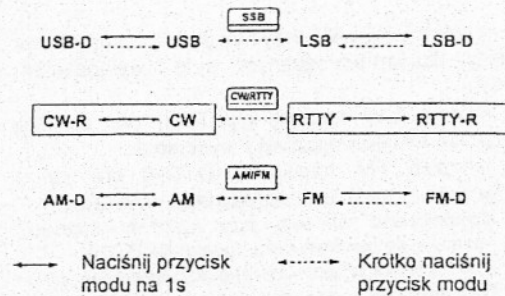 SSB
USB-D USB LSB LSB-D
CW/RTTY
CW-R CW RTTY RTTY-R
AM/FM
AM-D AM FM FM-D
Naciśnij przycisk modu na 1s
Krótko naciśnij przycisk modu